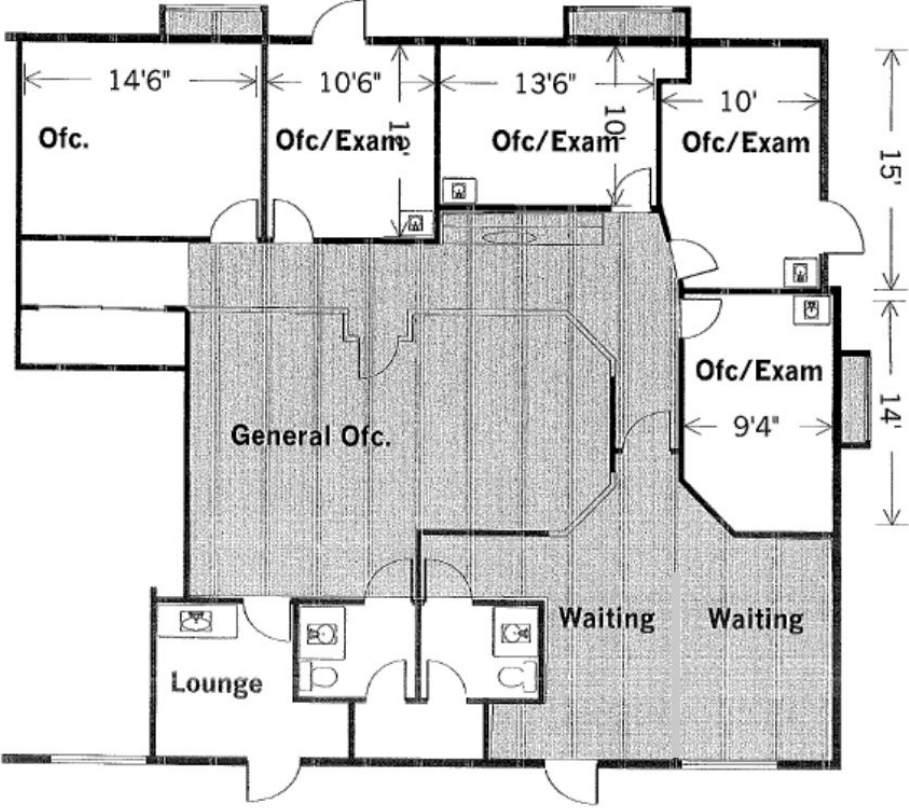 14'6"
10'6"
13'6"
10'
10'
15'
Ofc.
Ofc/Exam
Ofc/Exam
Ofc/Exam
Ofc/Exam
9'4"
14'
General Ofc.
Waiting
Waiting
Lounge